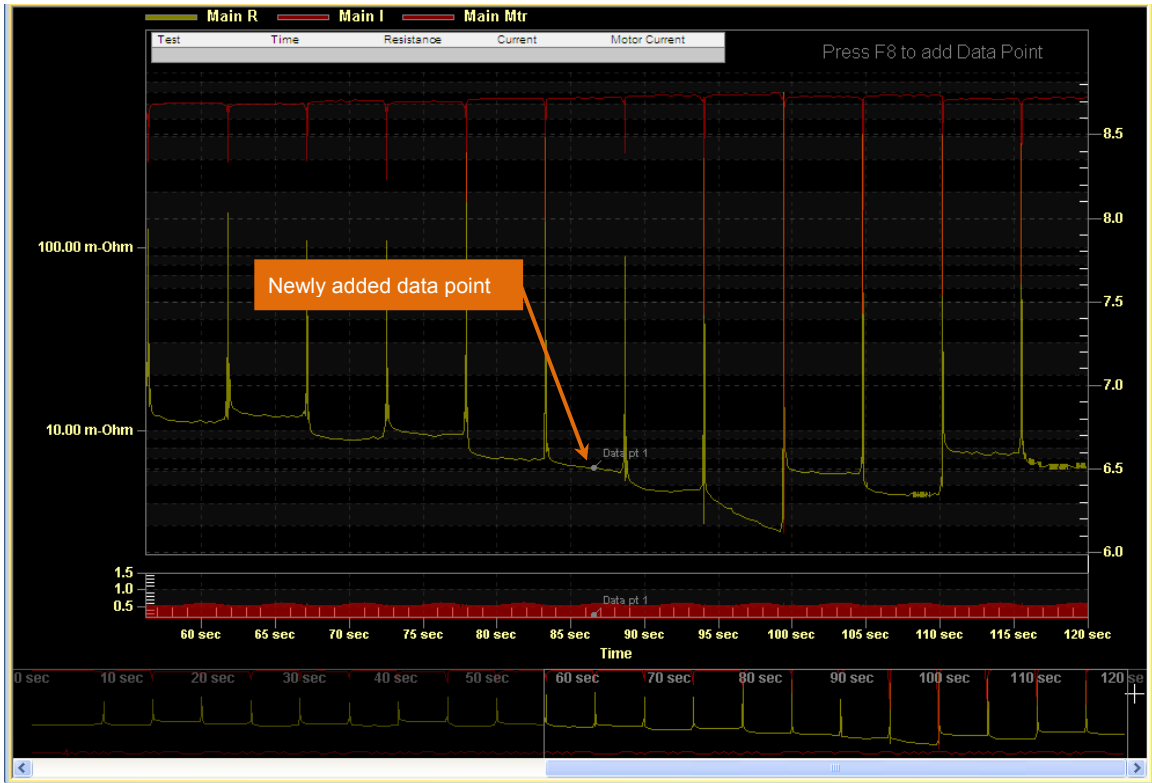 Main R Main I Main Mtr
Test Time Resistance Current Motor Current
Press F8 to add Data Point
8.5
8.0
100.00 m-Ohm
7.5
Newly added data point
7.0
10.00 m-Ohm
Data pt 1
6.5
6.0
1.5
1.0
0.5
Data pt 1
60 sec 65 sec 70 sec 75 sec 80 sec 85 sec 90 sec 95 sec 100 sec 105 sec 110 sec 115 sec 120 sec
Time
0 sec 10 sec 20 sec 30 sec 40 sec 50 sec 60 sec 70 sec 80 sec 90 sec 100 sec 110 sec 120 se